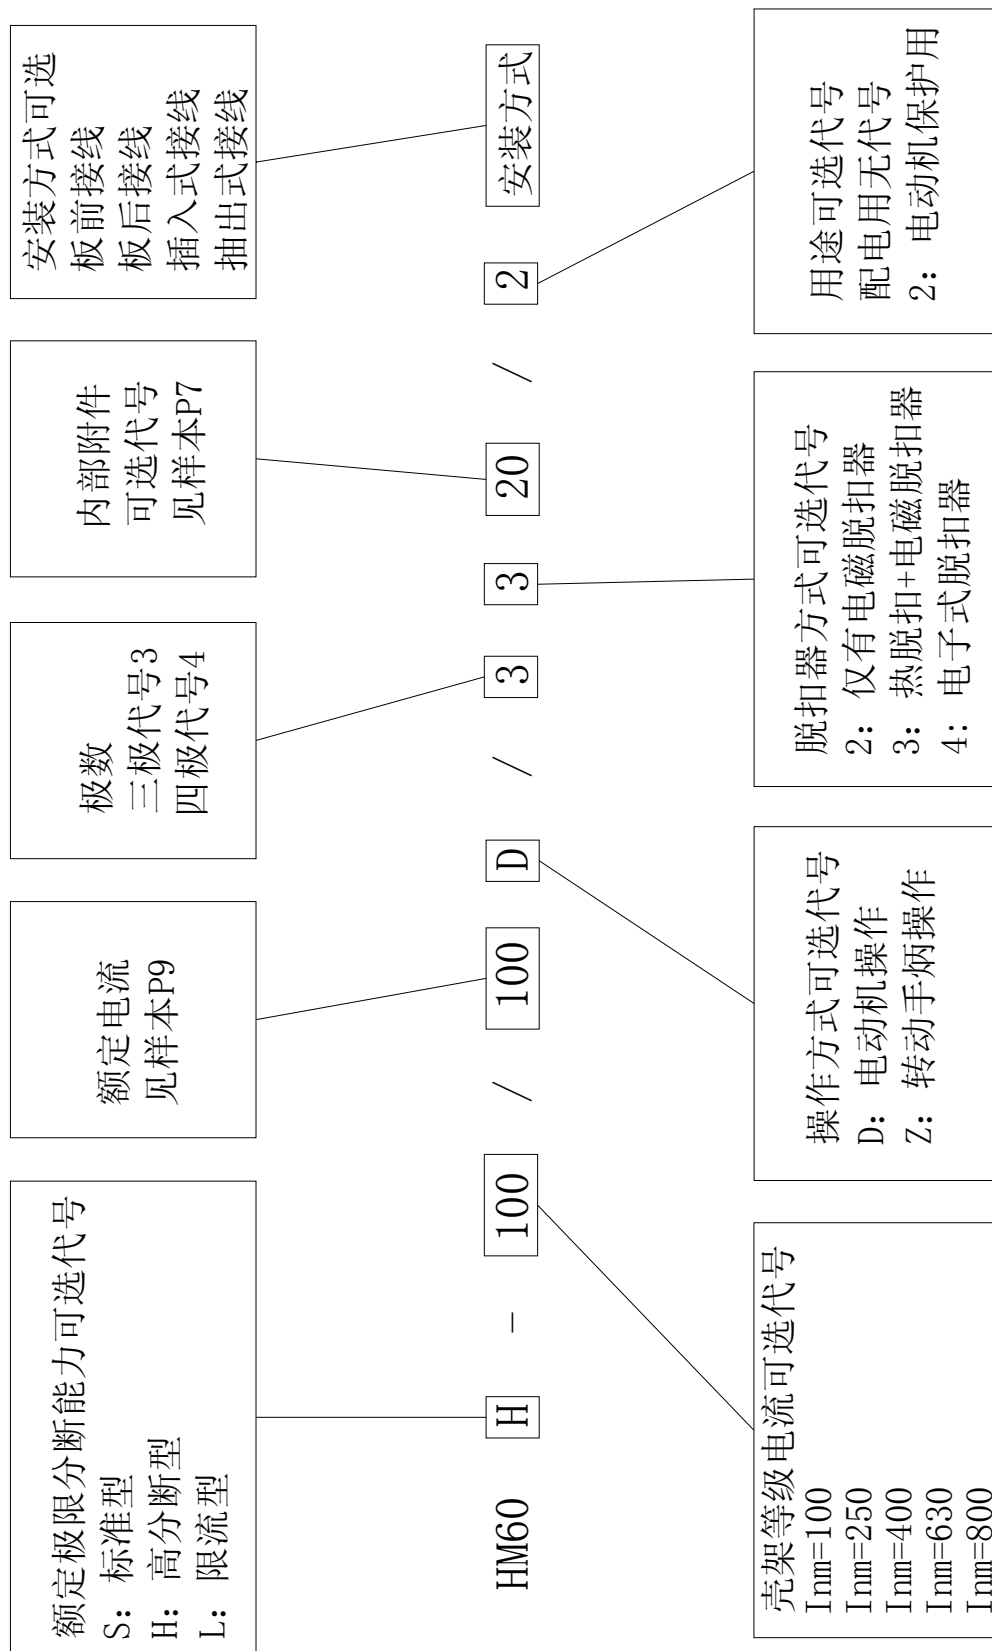 额定极限分断能力可选代号
S: 标准型
H: 高分断型
L: 限流型
额定电流
见样本P9
极数
三极代号3
四极代号4
内部附件
可选代号
见样本P7
安装方式可选
板前接线
板后接线
插入式接线
抽出式接线
HM60 H - 100 / 100 D / 3 3 20 / 2 安装方式
壳架等级电流可选代号
Inm=100
Inm=250
Inm=400
Inm=630
Inm=800
操作方式可选代号
D: 电动机操作
Z: 转动手炳操作
脱扣器方式可选代号
2: 仅有电磁脱扣器
3: 热脱扣+电磁脱扣器
4: 电子式脱扣器
用途可选代号
配电用无代号
2: 电动机保护用